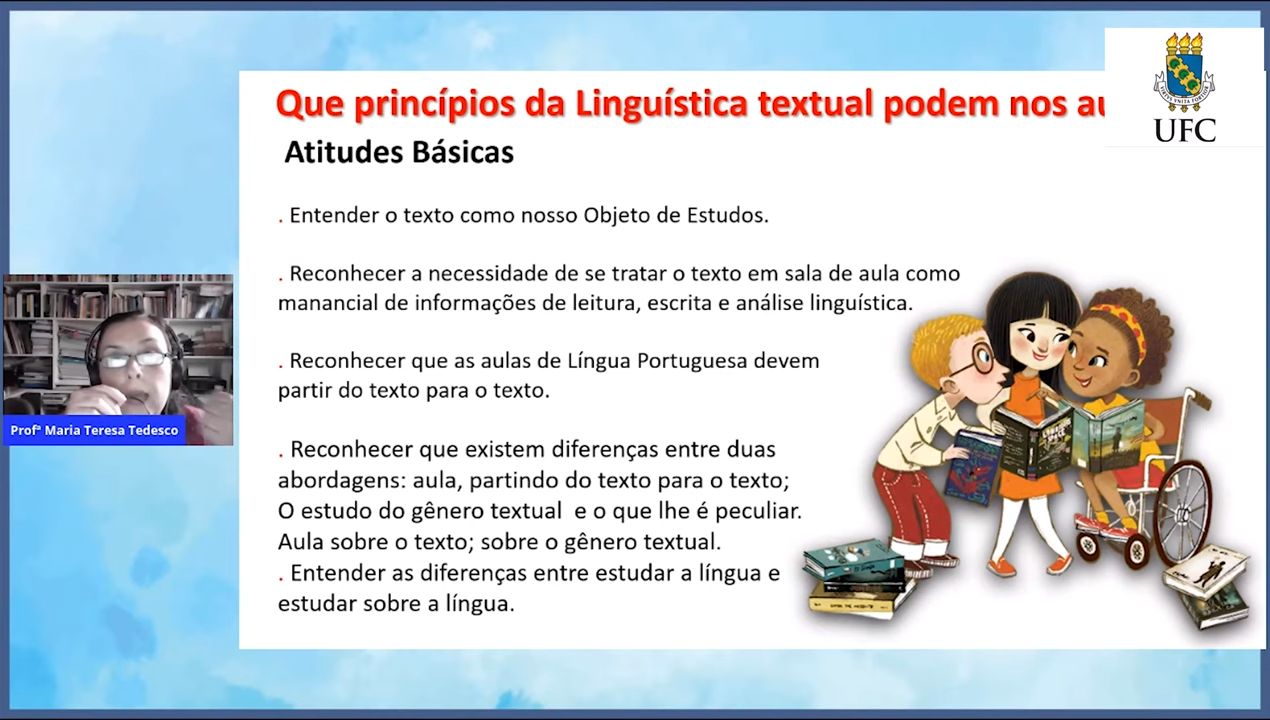 Que princípios da Linguística textual podem nos au
Atitudes Básicas
. Entender o texto como nosso Objeto de Estudos.
. Reconhecer a necessidade de se tratar o texto em sala de aula como
manancial de informações de leitura, escrita e análise linguística.
. Reconhecer que as aulas de Língua Portuguesa devem
partir do texto para o texto.
. Reconhecer que existem diferenças entre duas
abordagens: aula, partindo do texto para o texto;
O estudo do gênero textual e o que lhe é peculiar.
Aula sobre o texto; sobre o gênero textual.
. Entender as diferenças entre estudar a língua e
estudar sobre a língua.
Profª Maria Teresa Tedesco
UFC